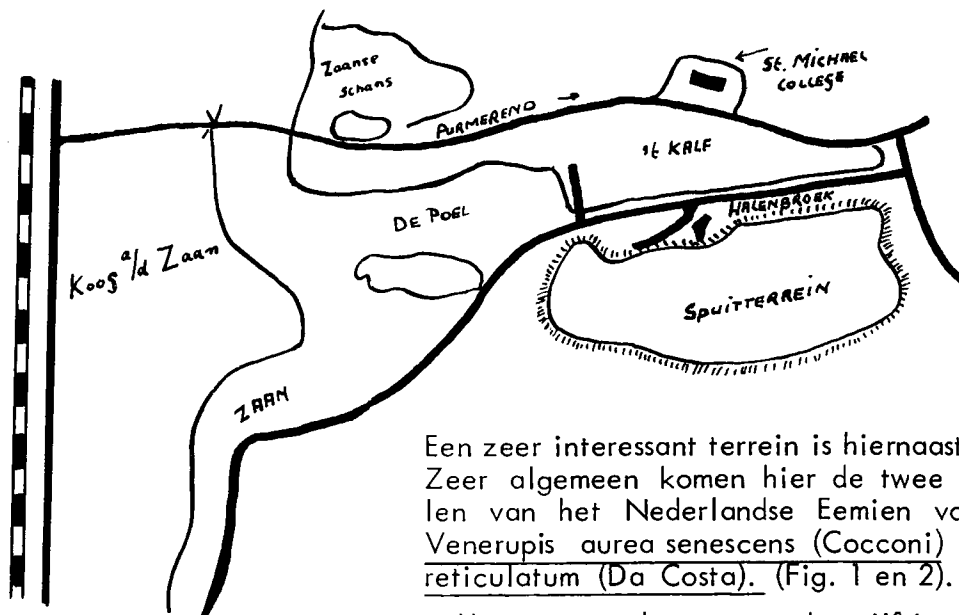 Zaanse
Schans
PURMEREND →
St. MICHAEL
COLLEGE
't KALF
HALENBROEK
DE POEL
Koog a/d Zaan
SPUITTERREIN
ZAAN
Een zeer interessant terrein is hiernaast
Zeer algemeen komen hier de twee
len van het Nederlandse Eemien
Venerupis aurea senescens (Cocconi)
reticulatum (Da Costa). (Fig. 1 en 2).